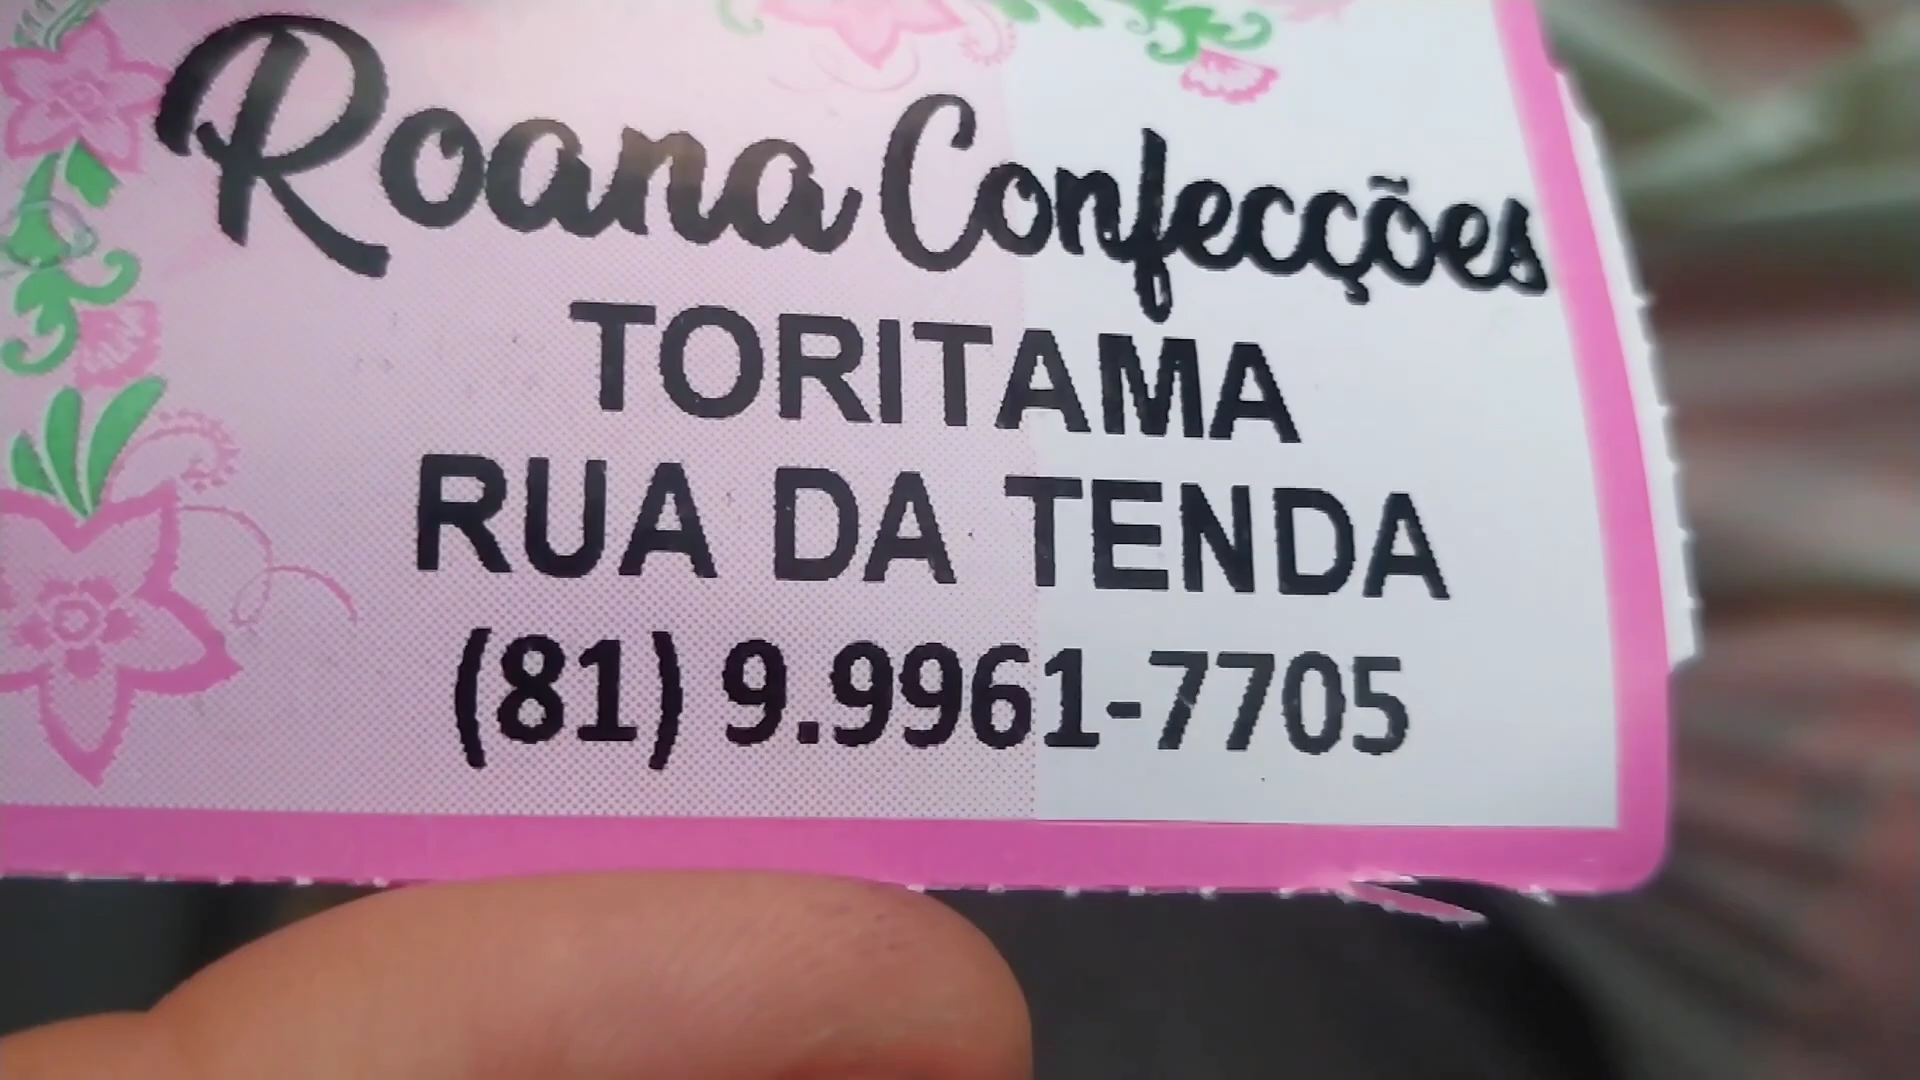 Roana Confecções
TORITAMA
RUA DA TENDA
(81) 9.9961-7705